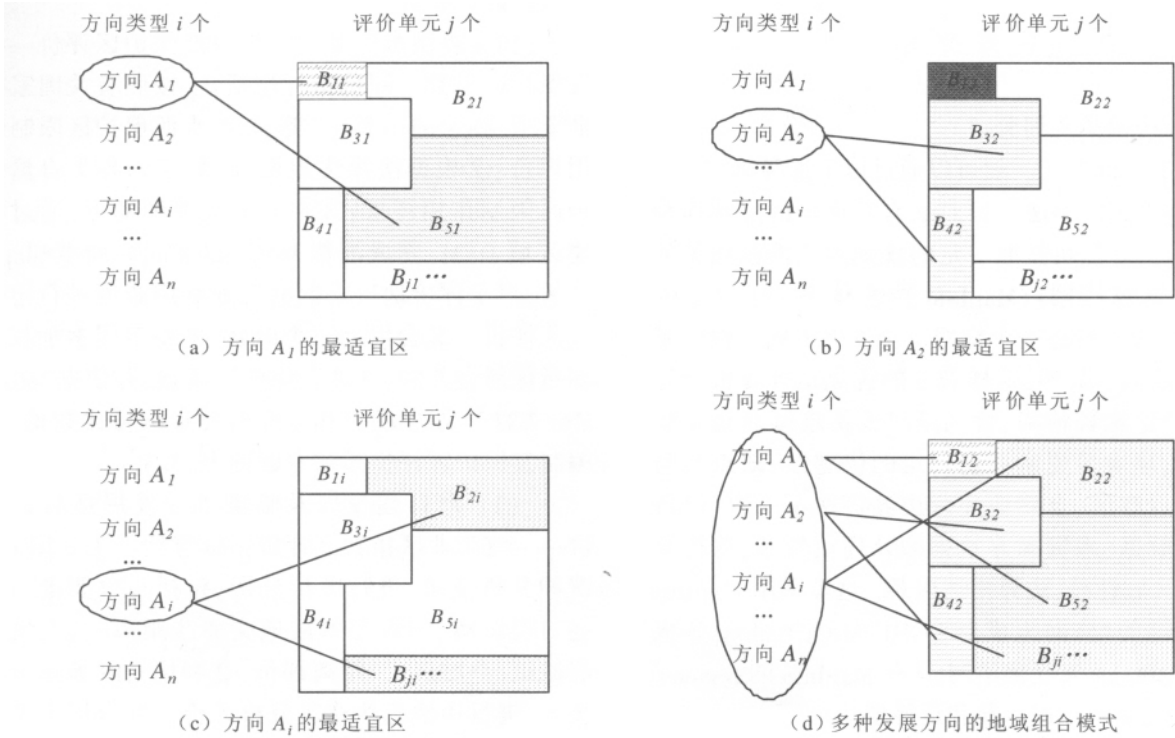 方向类型 i 个
评价单元 j 个
方向 A1
方向 A2
…
方向 Ai
…
方向 An
B11
B21
B31
B41
B51
Bj1…
(a) 方向 A1 的最适宜区
方向类型 i 个
评价单元 j 个
方向 A1
方向 A2
…
方向 Ai
…
方向 An
B12
B22
B32
B42
B52
Bj2…
(b) 方向 A2 的最适宜区
方向类型 i 个
评价单元 j 个
方向 A1
方向 A2
…
方向 Ai
…
方向 An
B1i
B2i
B3i
B4i
B5i
Bji…
(c) 方向 Ai 的最适宜区
方向类型 i 个
评价单元 j 个
方向 A1
方向 A2
…
方向 Ai
…
方向 An
B12
B22
B32
B42
B52
Bji…
(d) 多种发展方向的地域组合模式